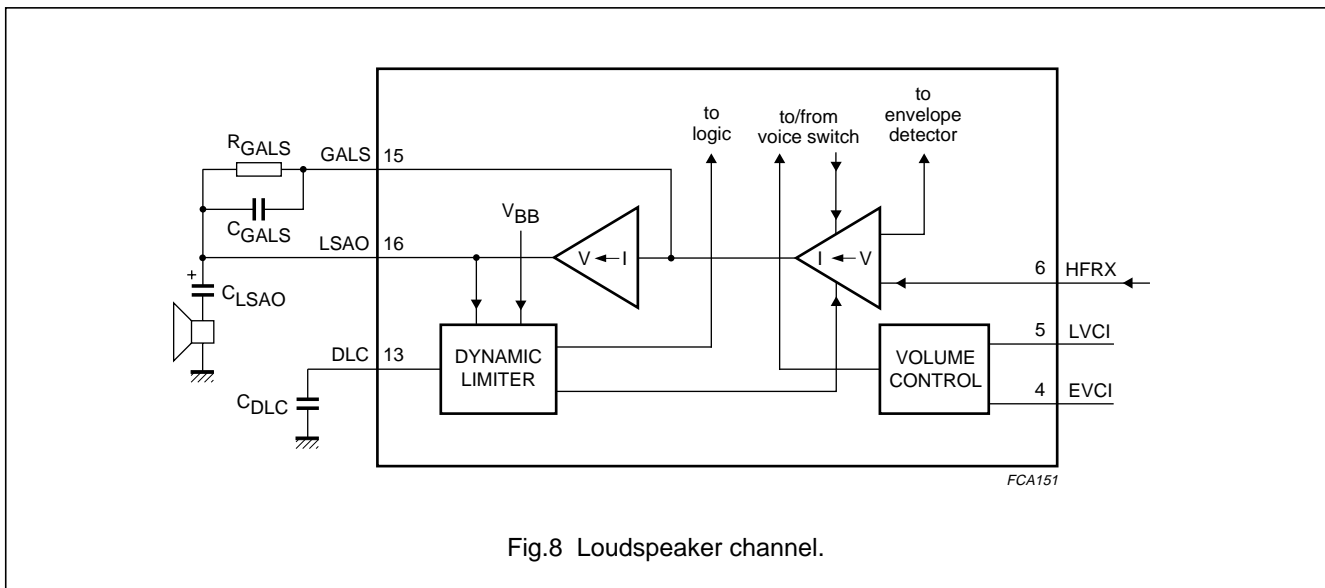 to
logic
to/from
voice switch
to
envelope
detector
RGALS
GALS
15
CGALS
VBB
LSAO
16
V
I
I
V
6
HFRX
+
CLSAO
5
LVCI
DLC
13
DYNAMIC
LIMITER
VOLUME
CONTROL
4
EVCI
CDLC
FCA151
Fig.8 Loudspeaker channel.